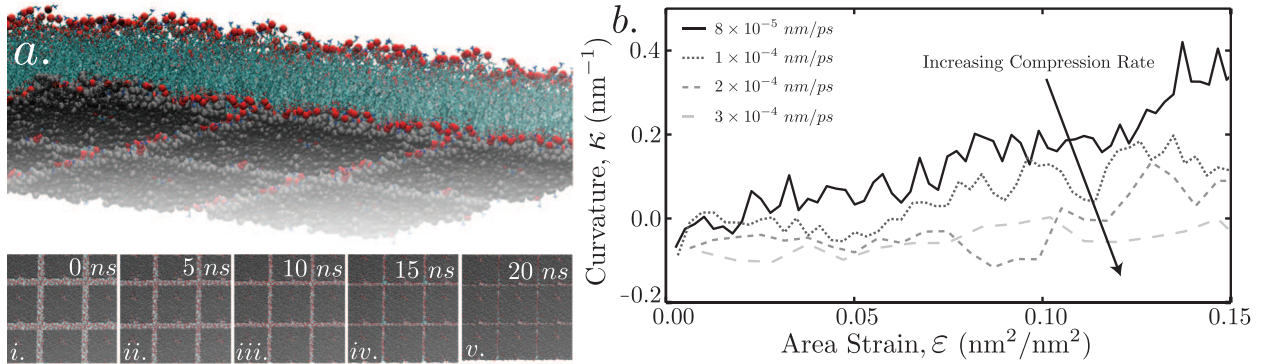 a.
0 ns
5 ns
10 ns
15 ns
20 ns
i.
ii.
iii.
iv.
v.
b.
8 × 10⁻⁵ nm/ps
1 × 10⁻⁴ nm/ps
2 × 10⁻⁴ nm/ps
3 × 10⁻⁴ nm/ps
Increasing Compression Rate
Curvature, κ (nm⁻¹)
0.4
0.2
0.0
-0.2
0.00
0.05
0.10
0.15
Area Strain, ε (nm²/nm²)